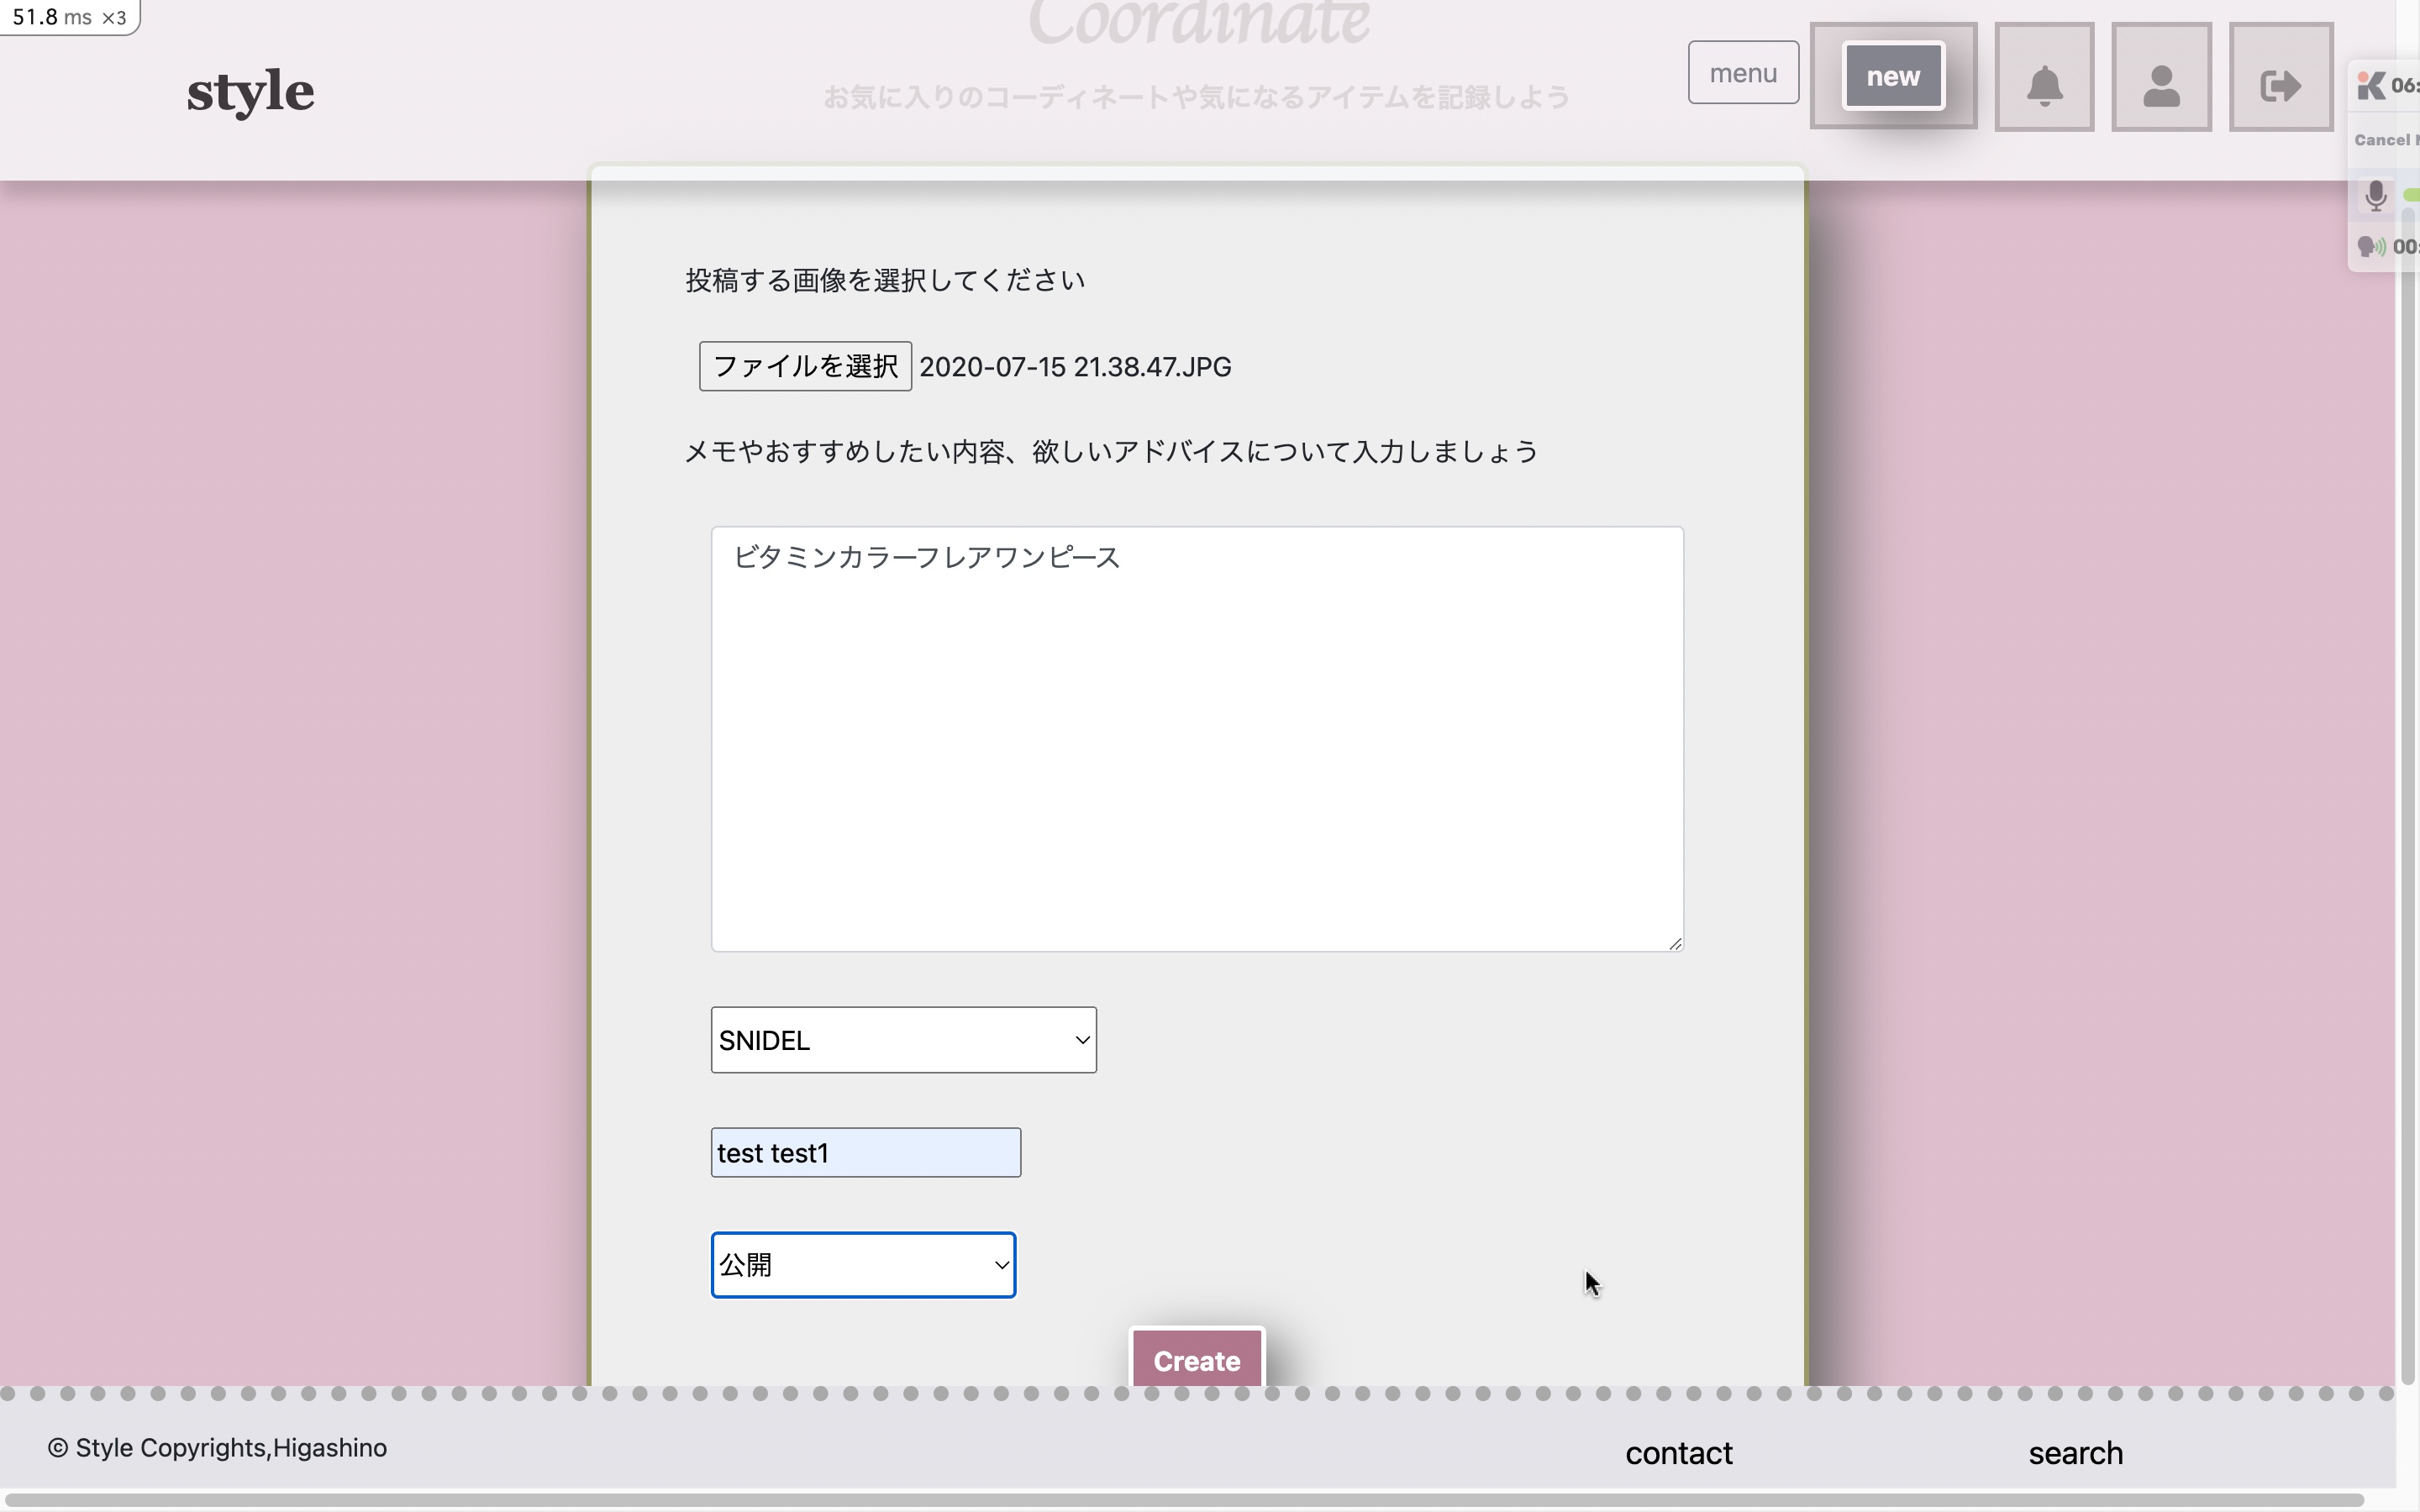 51.8 ms ×3
Coordinate
style
お気に入りのコーディネートや気になるアイテムを記録しよう
menu
new
06:
Cancel
00:
投稿する画像を選択してください
ファイルを選択 2020-07-15 21.38.47.JPG
メモやおすすめしたい内容、欲しいアドバイスについて入力しましょう
ビタミンカラーフレアワンピース
SNIDEL
test test1
公開
Create
© Style Copyrights,Higashino
contact
search